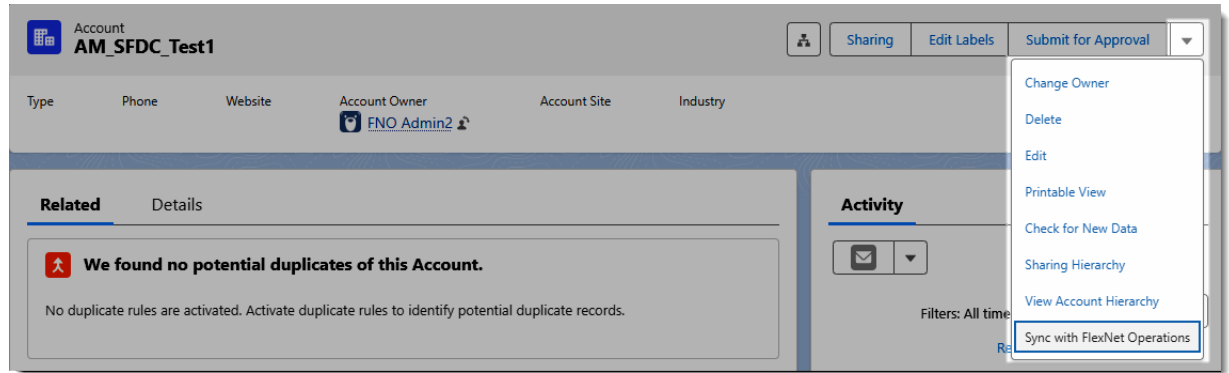 Account
AM_SFDC_Test1
Sharing
Edit Labels
Submit for Approval
Type
Phone
Website
Account Owner
Account Site
Industry
FNO Admin2
Change Owner
Delete
Edit
Printable View
Check for New Data
Sharing Hierarchy
View Account Hierarchy
Sync with FlexNet Operations
Related
Details
We found no potential duplicates of this Account.
No duplicate rules are activated. Activate duplicate rules to identify potential duplicate records.
Activity
Filters: All time
Re